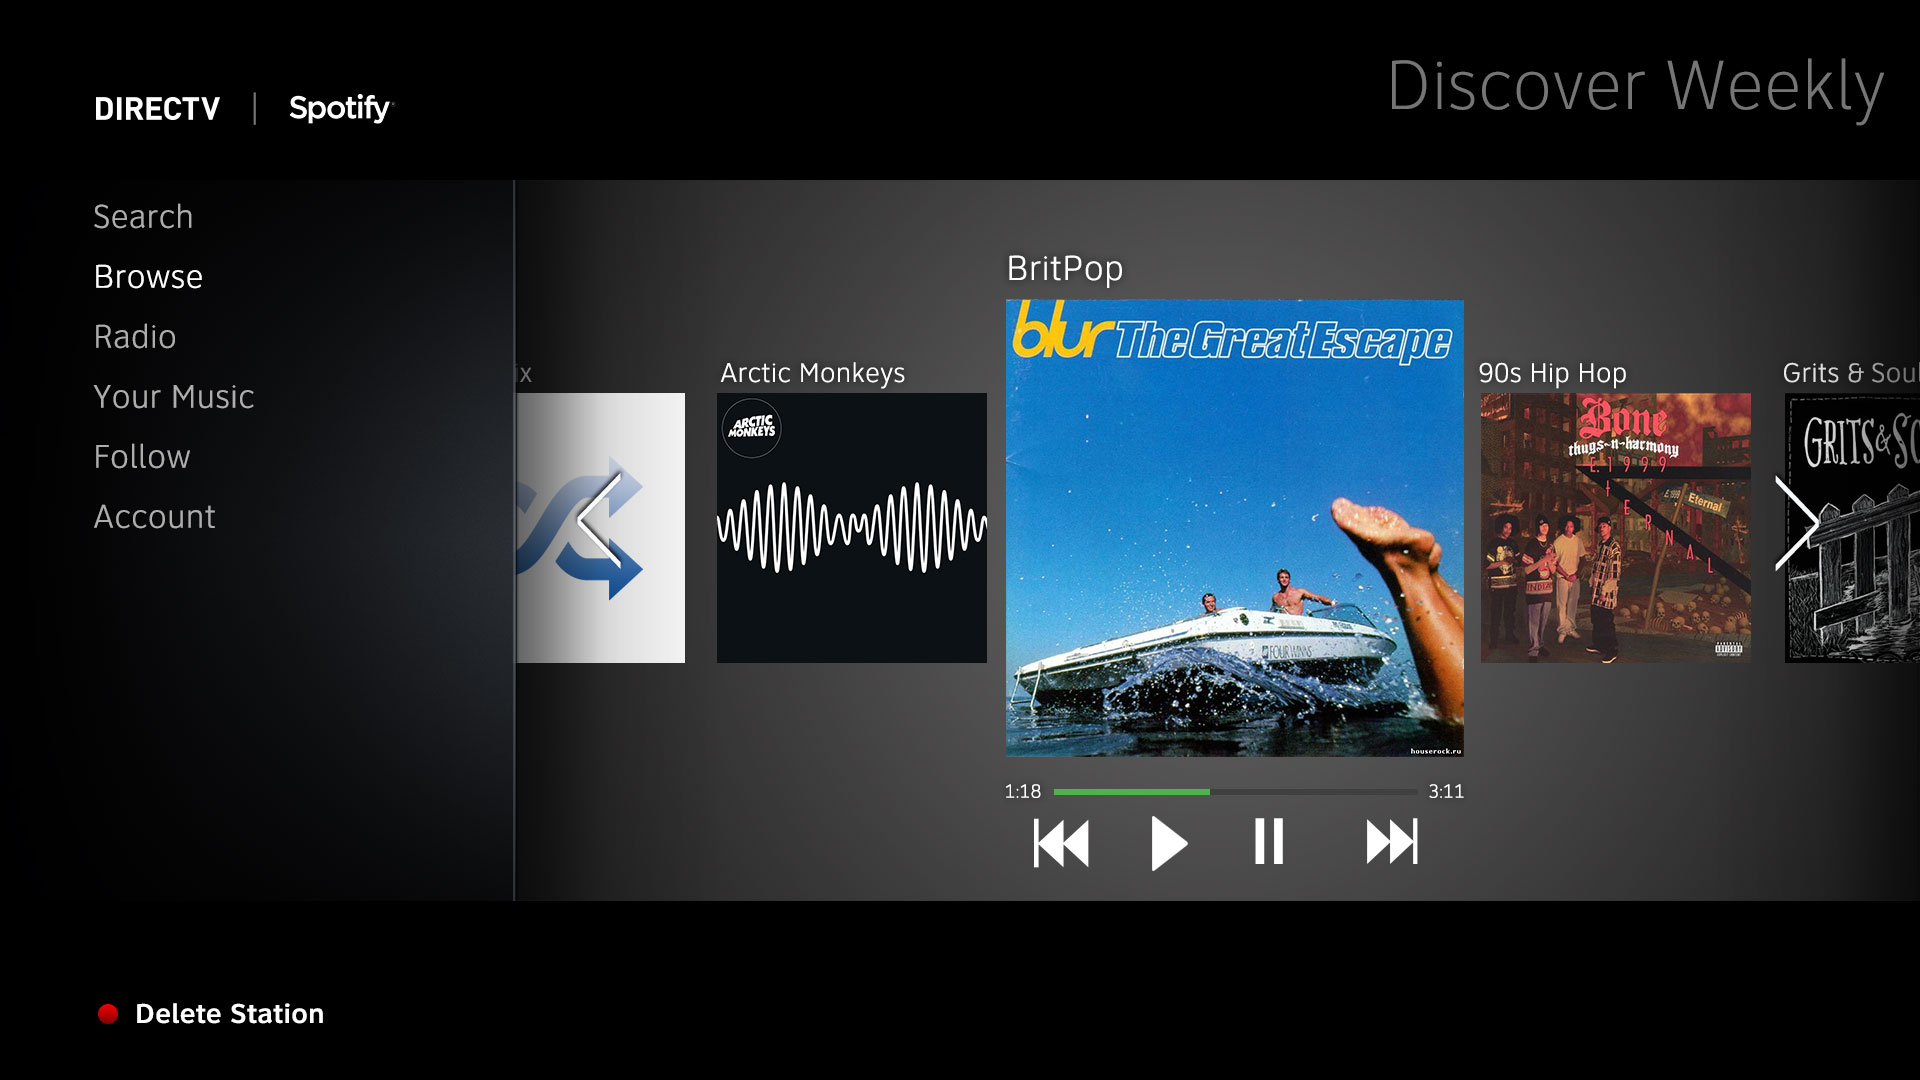 Discover Weekly
DIRECTV | Spotify
Search
Browse
Radio
Your Music
Follow
Account
ix
Arctic Monkeys
ARCTIC
MONKEYS
BritPop
blur The Great Escape
FOUR WINNS
houserock.ru
1:18
3:11
90s Hip Hop
Bone
thugs-n-harmony
E.1999
Eternal
ETERNAL
Grits & Soul
GRITS & SO
Delete Station